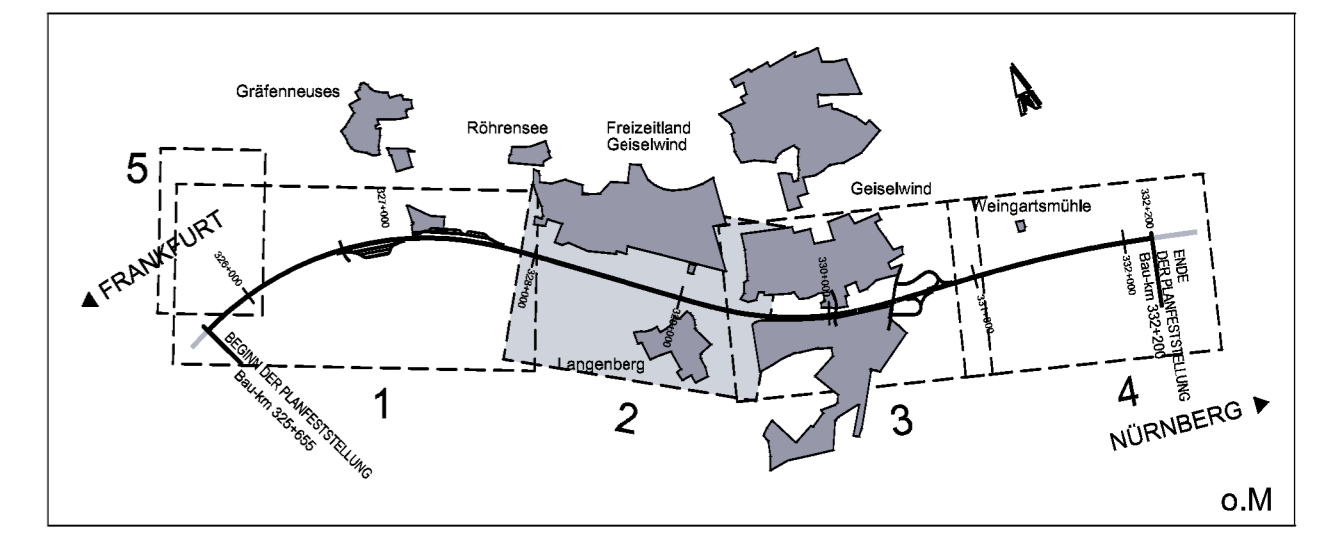 Gräfenneuses
5
Röhrensee
Freizeitland
Geiselwind
Geiselwind
Weingartsmühle
FRANKFURT
326+000
327+000
328+000
330+000
331+000
332+000
332+200
BEGINN DER PLANFESTSTELLUNG
Bau-km 325+655
ENDE
DER PLANFESTSTELLUNG
Bau-km 332+200
Langenberg
1
2
3
4
NÜRNBERG
o.M